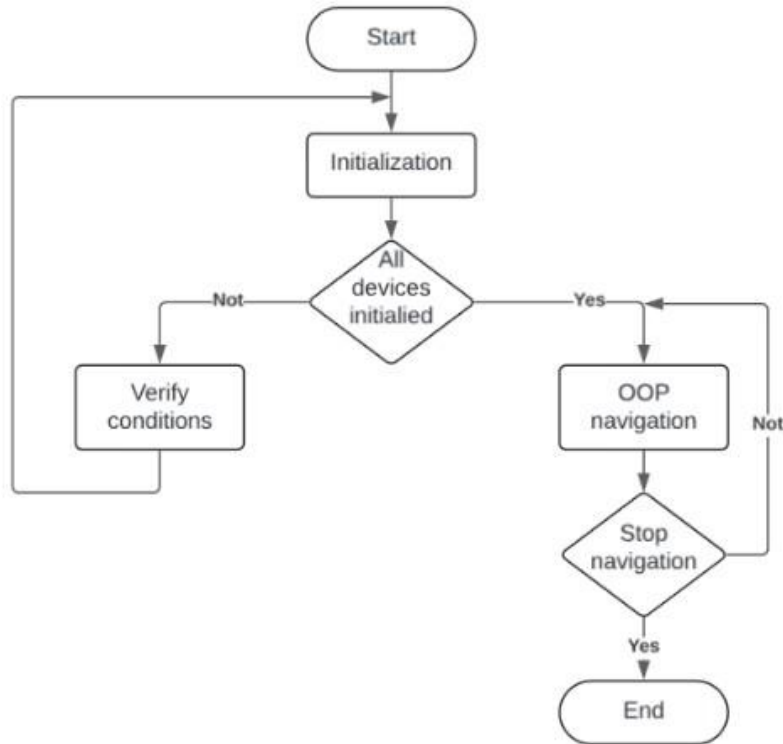 Start
Initialization
All
devices
initialied
Not
Yes
Verify
conditions
OOP
navigation
Not
Stop
navigation
Yes
End